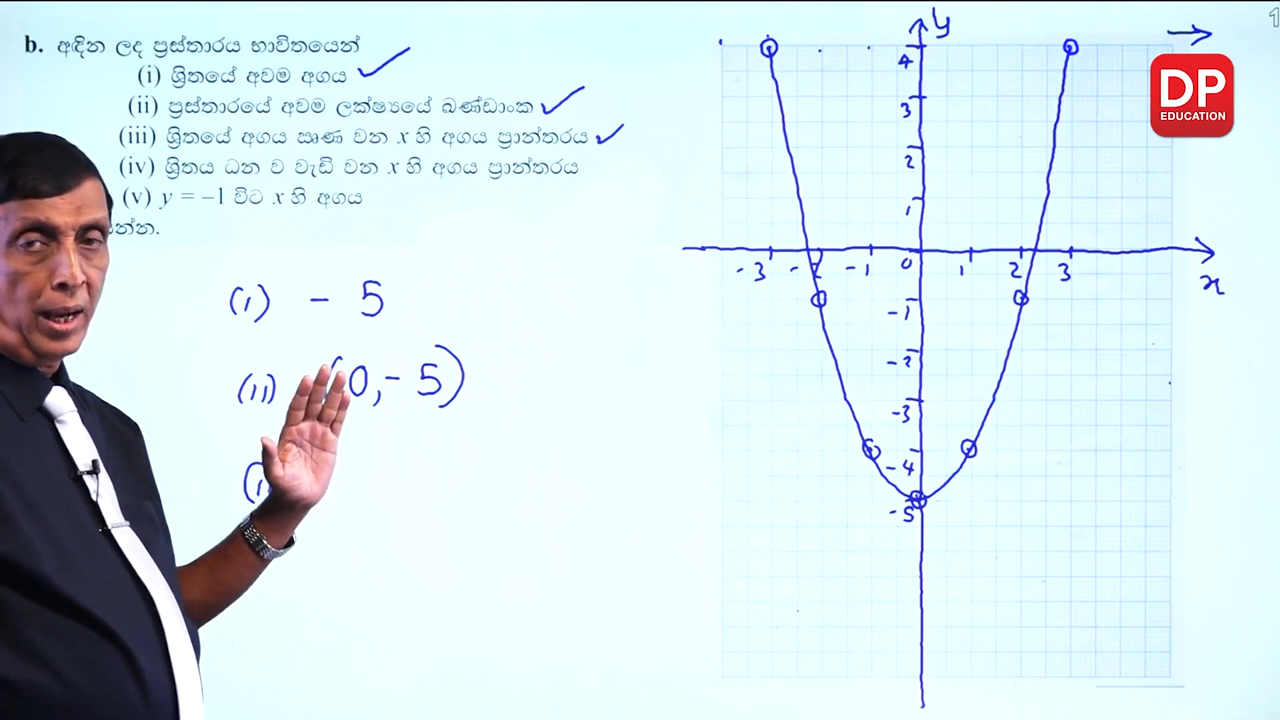 b. අඳින ලද ප්‍රස්තාරය භාවිතයෙන්
(i) ශ්‍රිතයේ අවම අගය
(ii) ප්‍රස්තාරයේ අවම ලක්ෂ්‍යයේ ඛණ්ඩාංක
(iii) ශ්‍රිතයේ අගය ඍණ වන x හි අගය ප්‍රාන්තරය
(iv) ශ්‍රිතය ධන ව වැඩි වන x හි අගය ප්‍රාන්තරය
(v) y = –1 විට x හි අගය
න්න.
(i) - 5
(ii) (0, - 5)
y
4
3
2
1
-3 -2 -1 0 1 2 3
x
-1
-2
-3
-4
-5
DP
EDUCATION
1